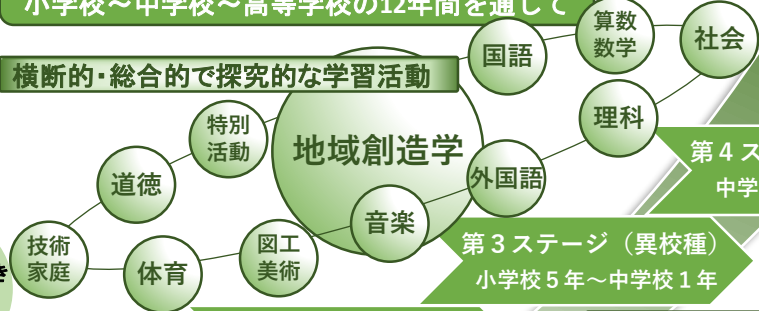 小学校～中学校～高等学校の12年間を通じて
算数
数学
社会
国語
横断的・総合的で探究的な学習活動
理科
特別
活動
地域創造学
第４ス
中学
外国語
道徳
音楽
技術
家庭
図工
美術
体育
き
第３ステージ（異校種）
小学校５年～中学校１年